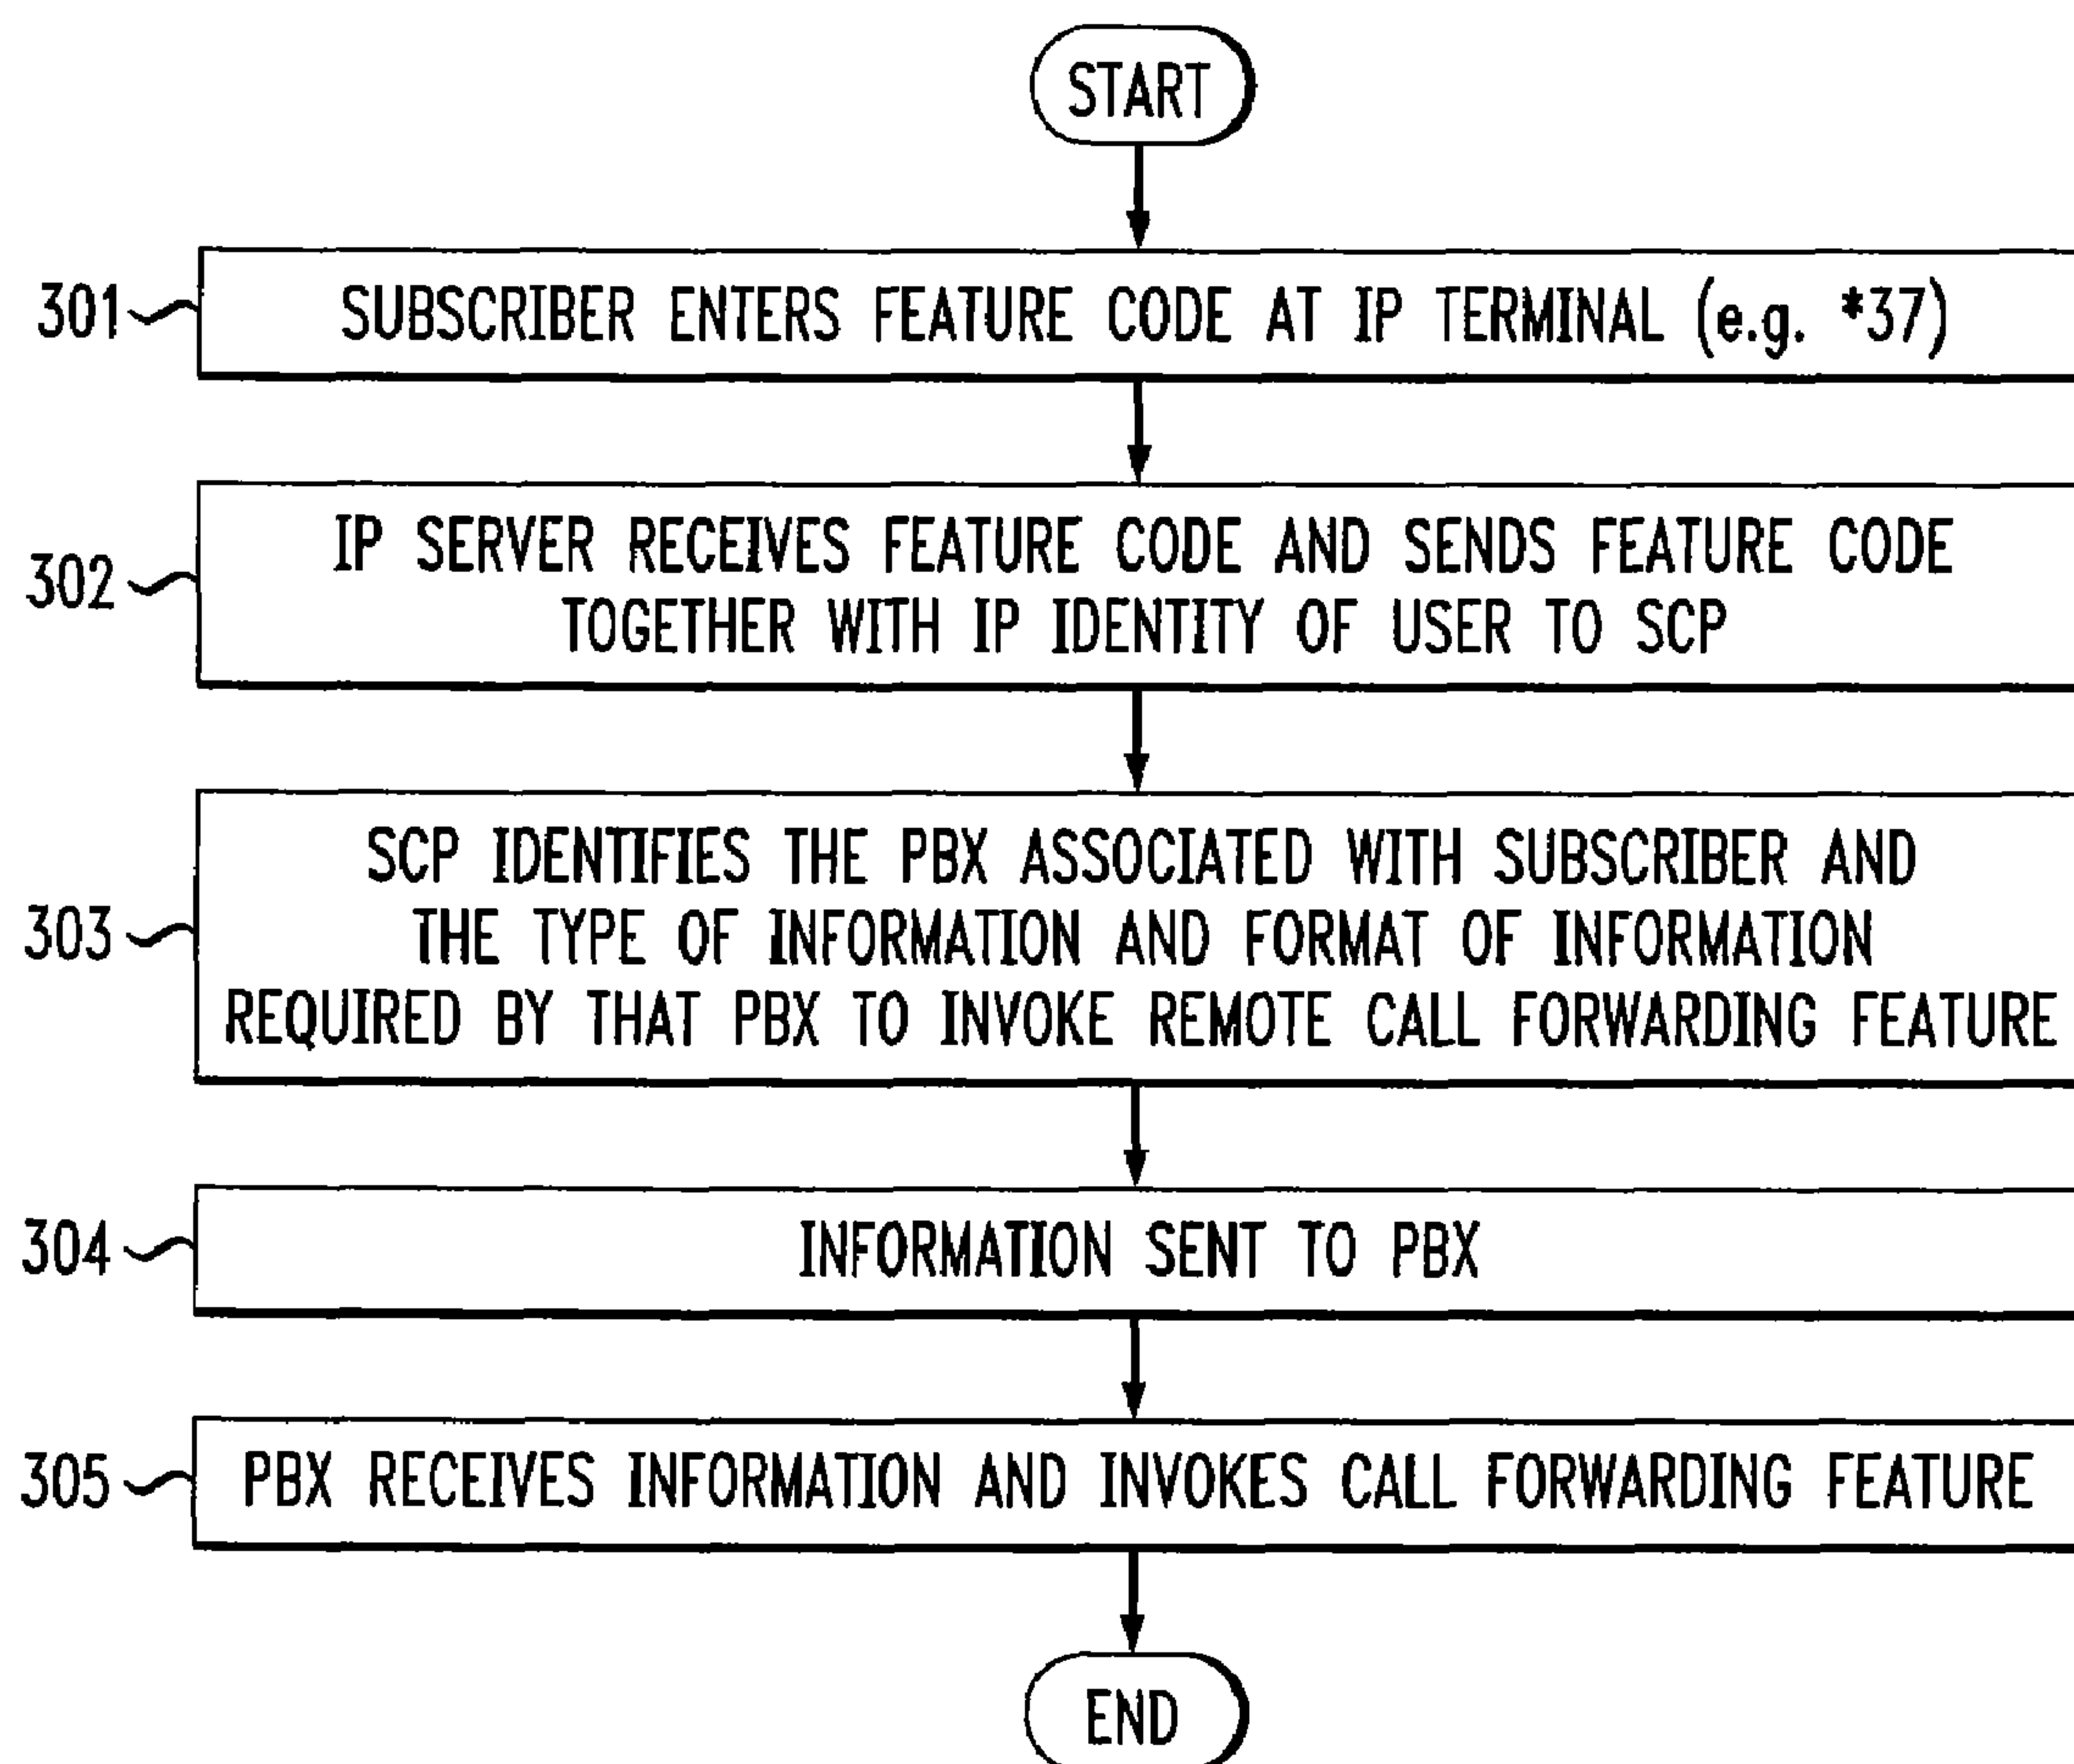 START
301 SUBSCRIBER ENTERS FEATURE CODE AT IP TERMINAL (e.g. *37)
302 IP SERVER RECEIVES FEATURE CODE AND SENDS FEATURE CODE
TOGETHER WITH IP IDENTITY OF USER TO SCP
SCP IDENTIFIES THE PBX ASSOCIATED WITH SUBSCRIBER AND
303 THE TYPE OF INFORMATION AND FORMAT OF INFORMATION
REQUIRED BY THAT PBX TO INVOKE REMOTE CALL FORWARDING FEATURE
304 INFORMATION SENT TO PBX
305 PBX RECEIVES INFORMATION AND INVOKES CALL FORWARDING FEATURE
END